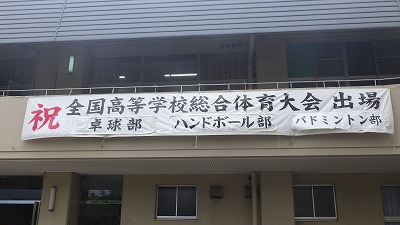 祝 全国高等学校総合体育大会 出場
卓球部 ハンドボール部 バドミントン部